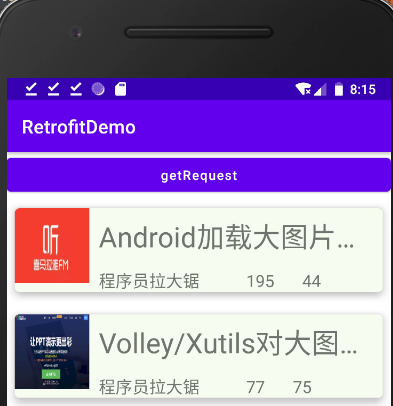 8:15
RetrofitDemo
getRequest
听
喜马拉雅FM
Android加载大图片...
程序员拉大锯 195 44
让PPT演示更出彩
Volley/Xutils对大图...
程序员拉大锯 77 75